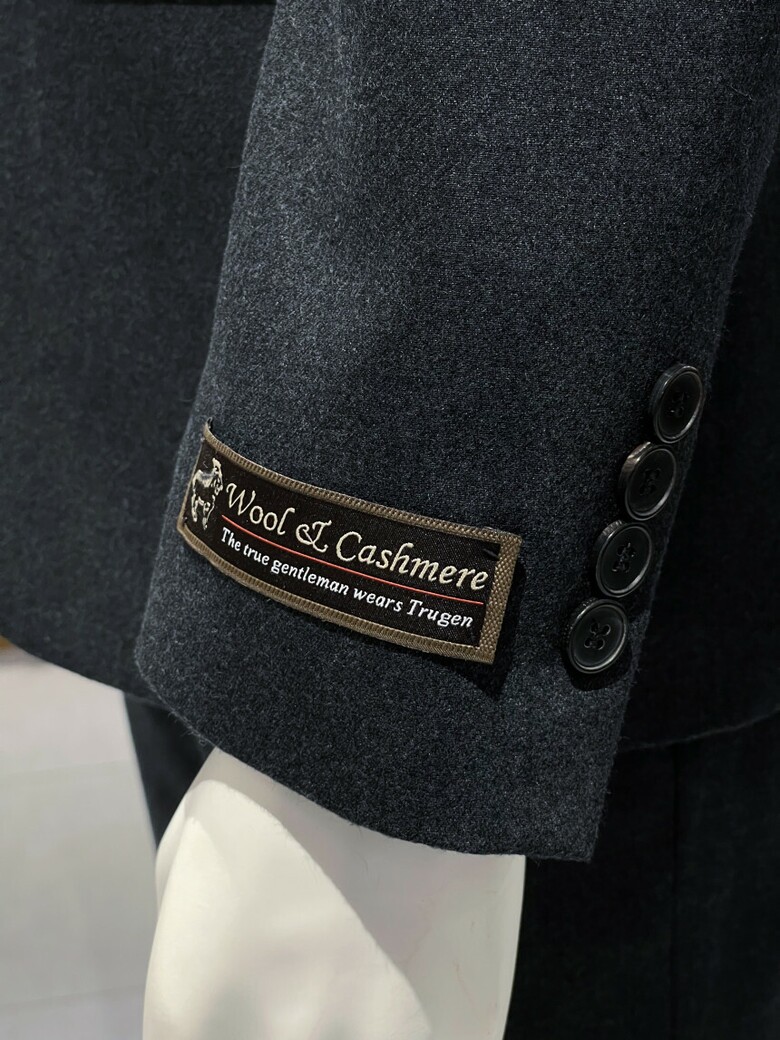 Wool & Cashmere
The true gentleman wears Trugen